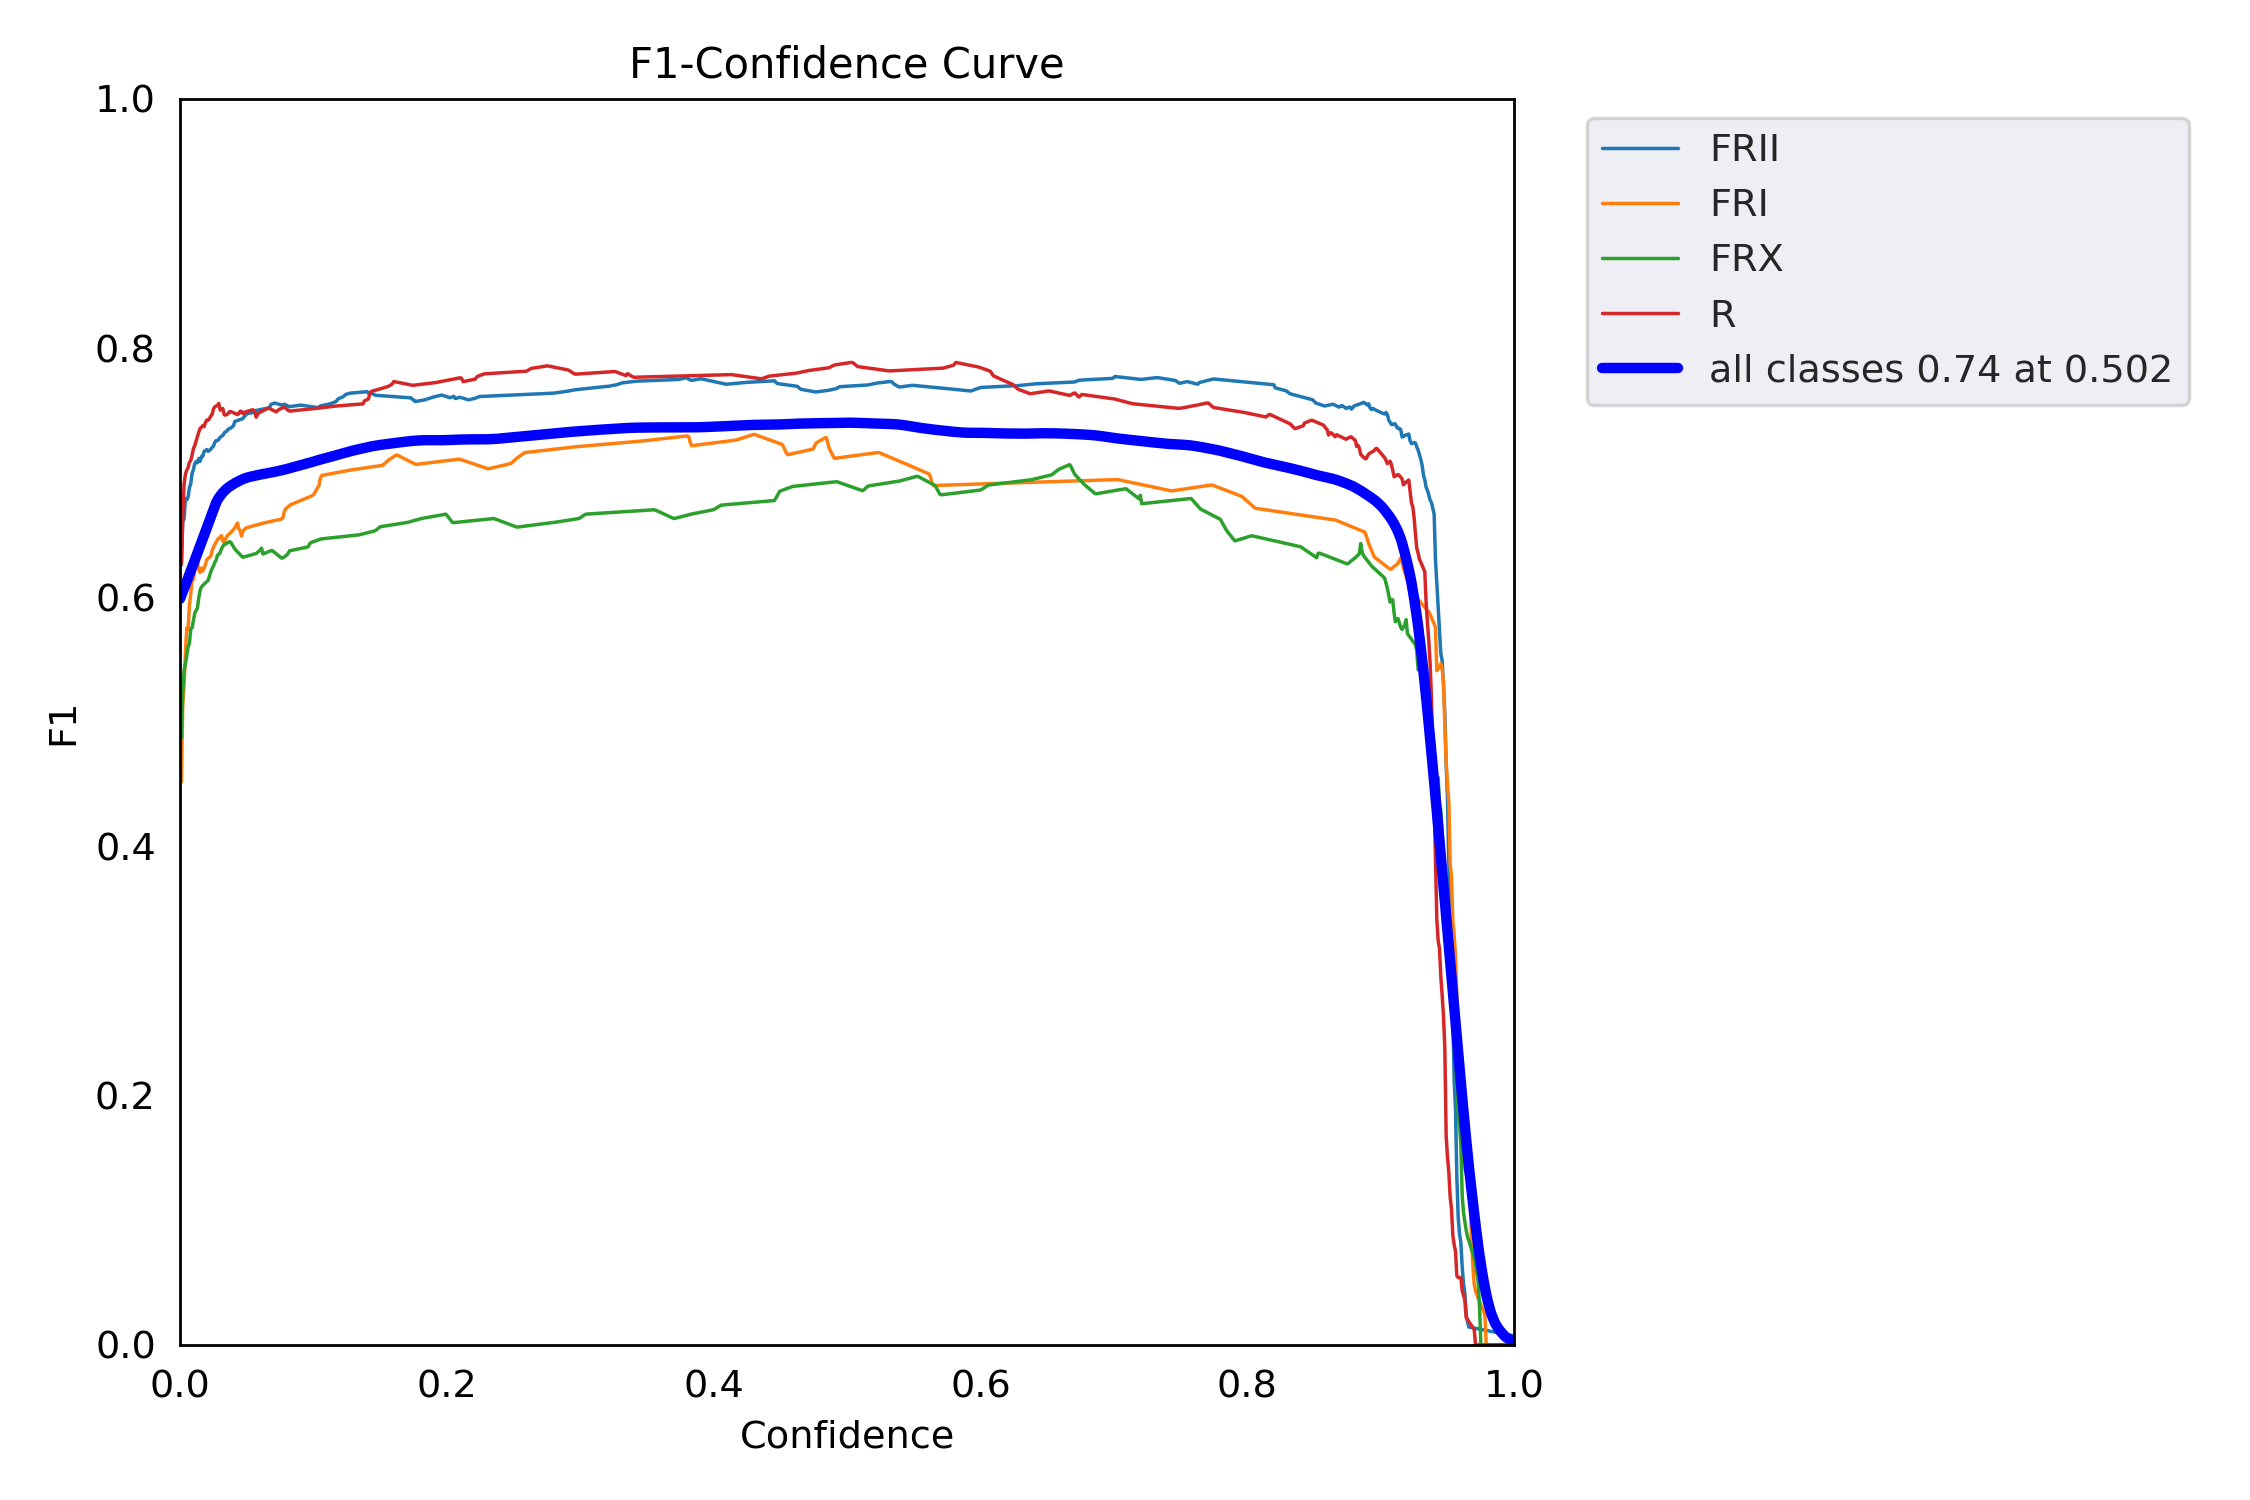 F1-Confidence Curve
1.0
0.8
0.6
0.4
0.2
0.0
F1
0.0 0.2 0.4 0.6 0.8 1.0
Confidence
FRII
FRI
FRX
R
all classes 0.74 at 0.502